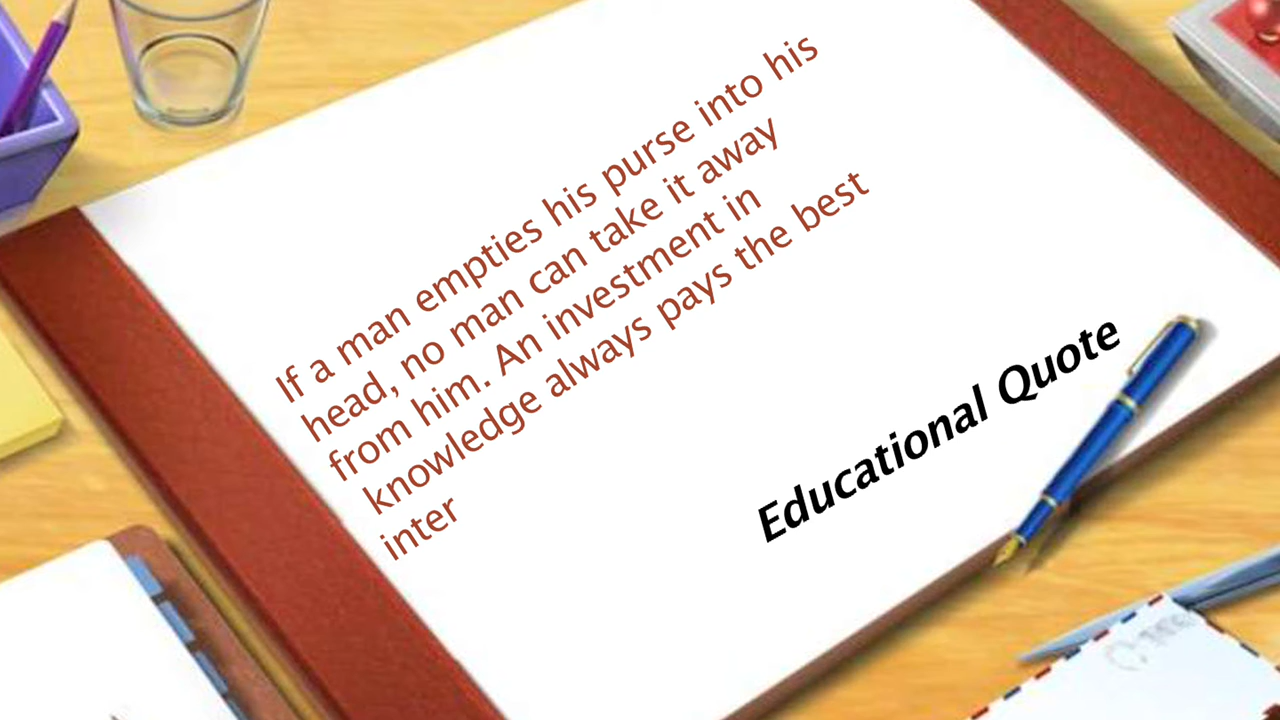 If a man empties his purse into his
head, no man can take it away
from him. An investment in
knowledge always pays the best
inter
Educational Quote